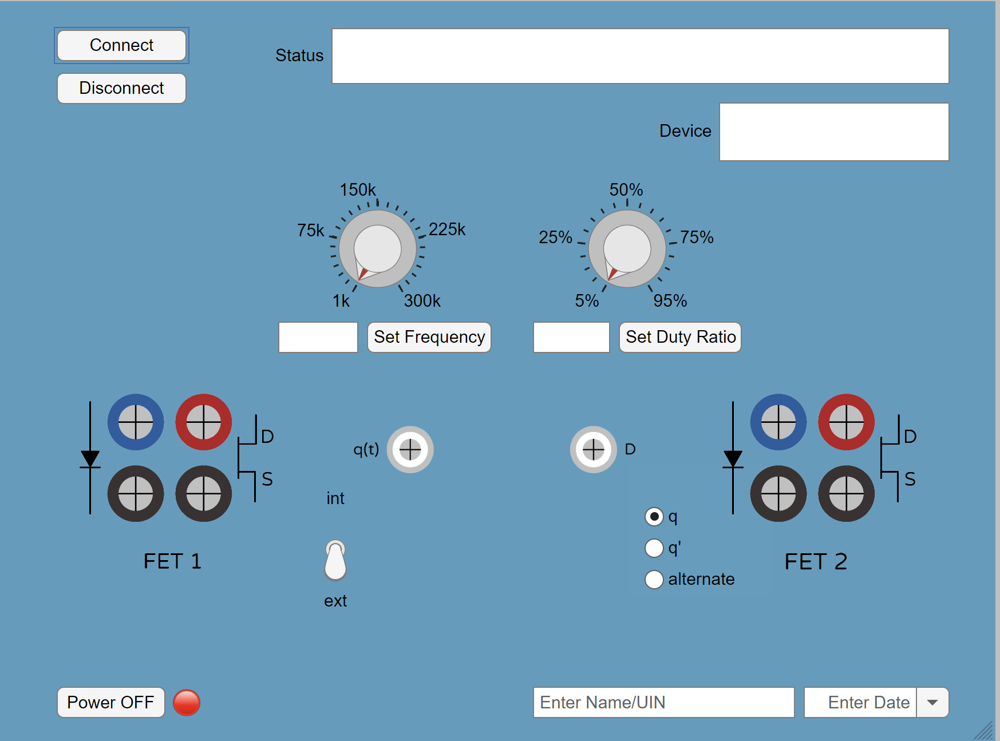 Connect
Status
Disconnect
Device
150k
75k
225k
1k
300k
50%
25%
75%
5%
95%
Set Frequency
Set Duty Ratio
D
S
q(t)
D
D
S
int
ext
q
q'
alternate
FET 1
FET 2
Power OFF
Enter Name/UIN
Enter Date